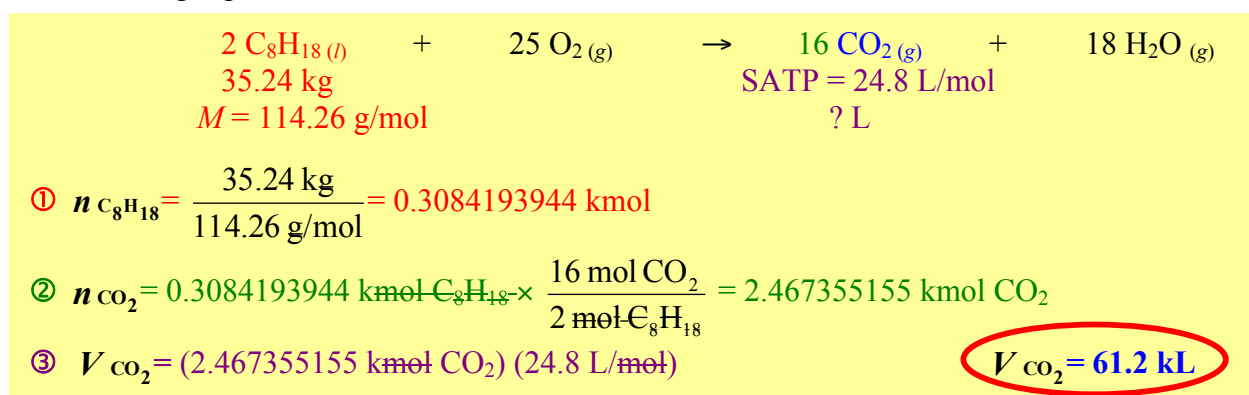 2 C₈H₁₈ (l) + 25 O₂ (g) → 16 CO₂ (g) + 18 H₂O (g)
35.24 kg SATP = 24.8 L/mol
M = 114.26 g/mol ? L
① n C₈H₁₈ = 35.24 kg / 114.26 g/mol = 0.3084193944 kmol
② n CO₂ = 0.3084193944 kmol C₈H₁₈ × 16 mol CO₂ / 2 mol C₈H₁₈ = 2.467355155 kmol CO₂
③ V CO₂ = (2.467355155 kmol CO₂) (24.8 L/mol) V CO₂ = 61.2 kL